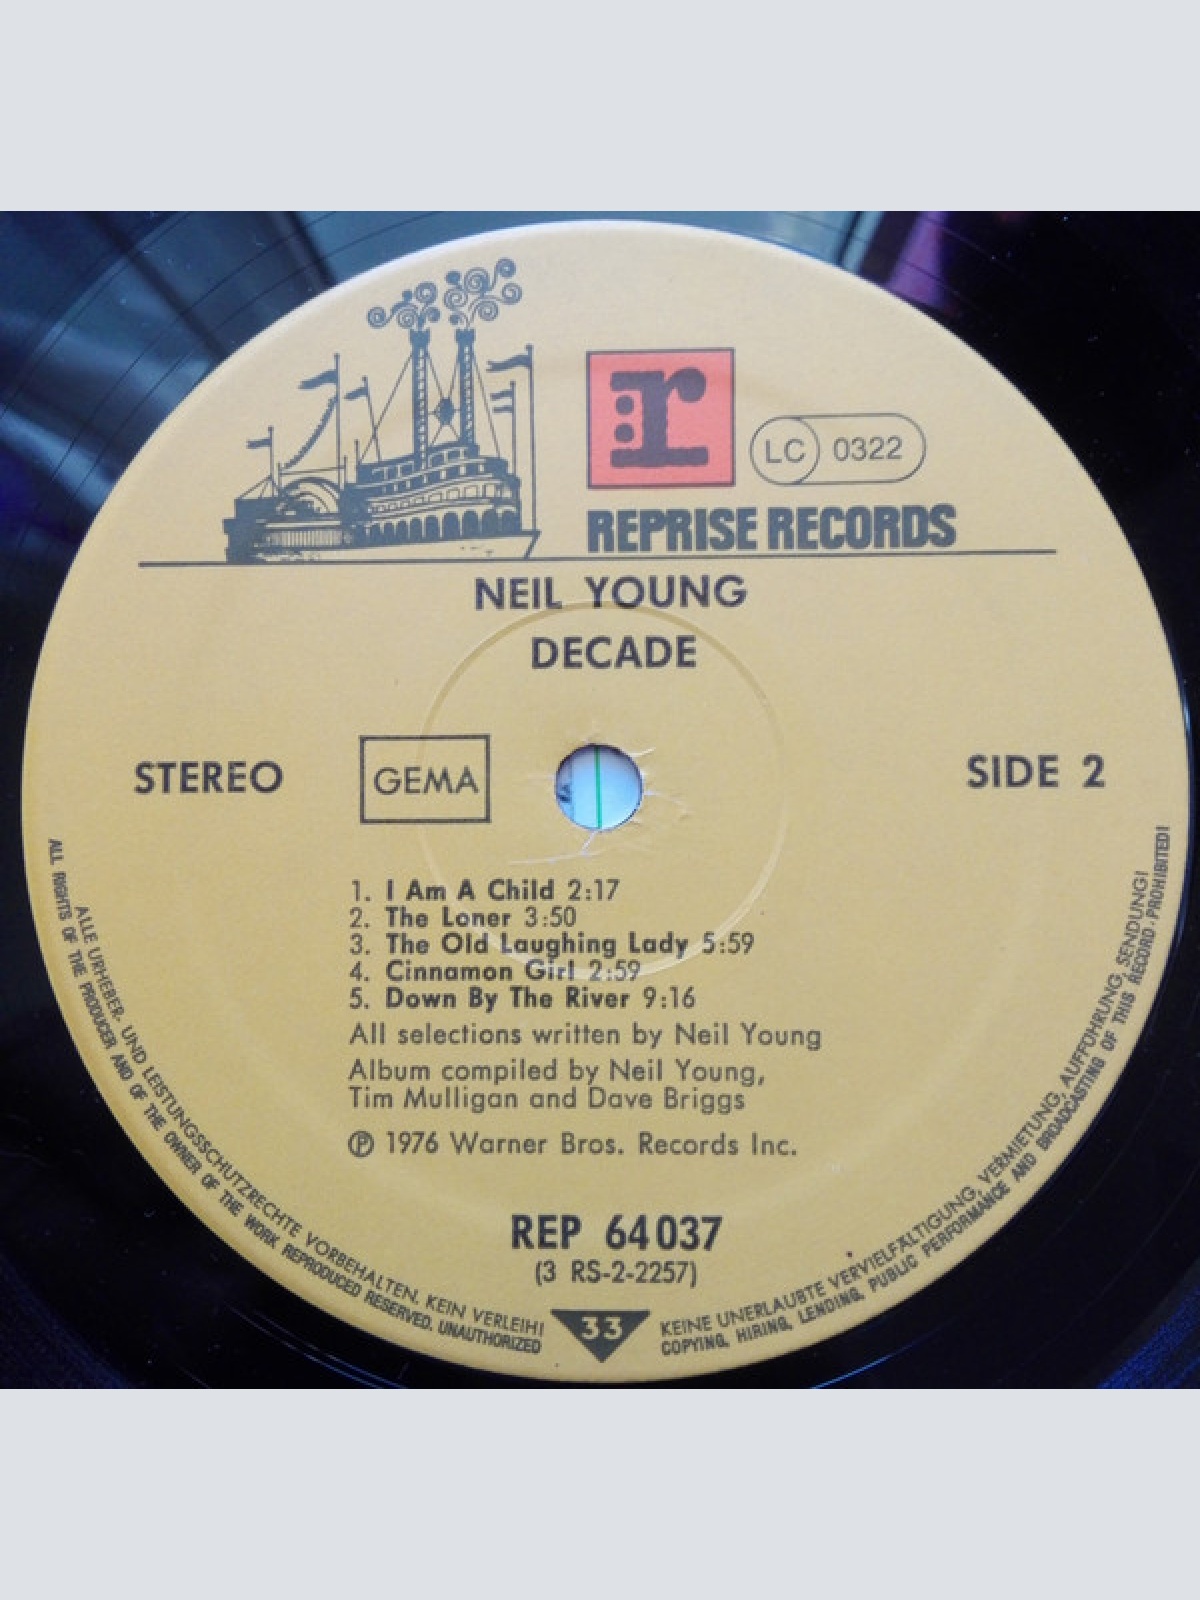 r
LC 0322
REPRISE RECORDS
NEIL YOUNG
DECADE
STEREO
GEMA
SIDE 2
1. I Am A Child 2:17
2. The Loner 3:50
3. The Old Laughing Lady 5:59
4. Cinnamon Girl 2:59
5. Down By The River 9:16
All selections written by Neil Young
Album compiled by Neil Young,
Tim Mulligan and Dave Briggs
℗ 1976 Warner Bros. Records Inc.
REP 64 037
(3 RS-2-2257)
33
ALLE URHEBER- UND LEISTUNGSSCHUTZRECHTE VORBEHALTEN. KEIN VERLEIH! KEINE UNERLAUBTE VERVIELFÄLTIGUNG, VERMIETUNG, AUFFÜHRUNG, SENDUNG!
ALL RIGHTS OF THE PRODUCER AND OF THE OWNER OF THE WORK REPRODUCED RESERVED. UNAUTHORIZED COPYING, HIRING, LENDING, PUBLIC PERFORMANCE AND BROADCASTING OF THIS RECORD PROHIBITED!